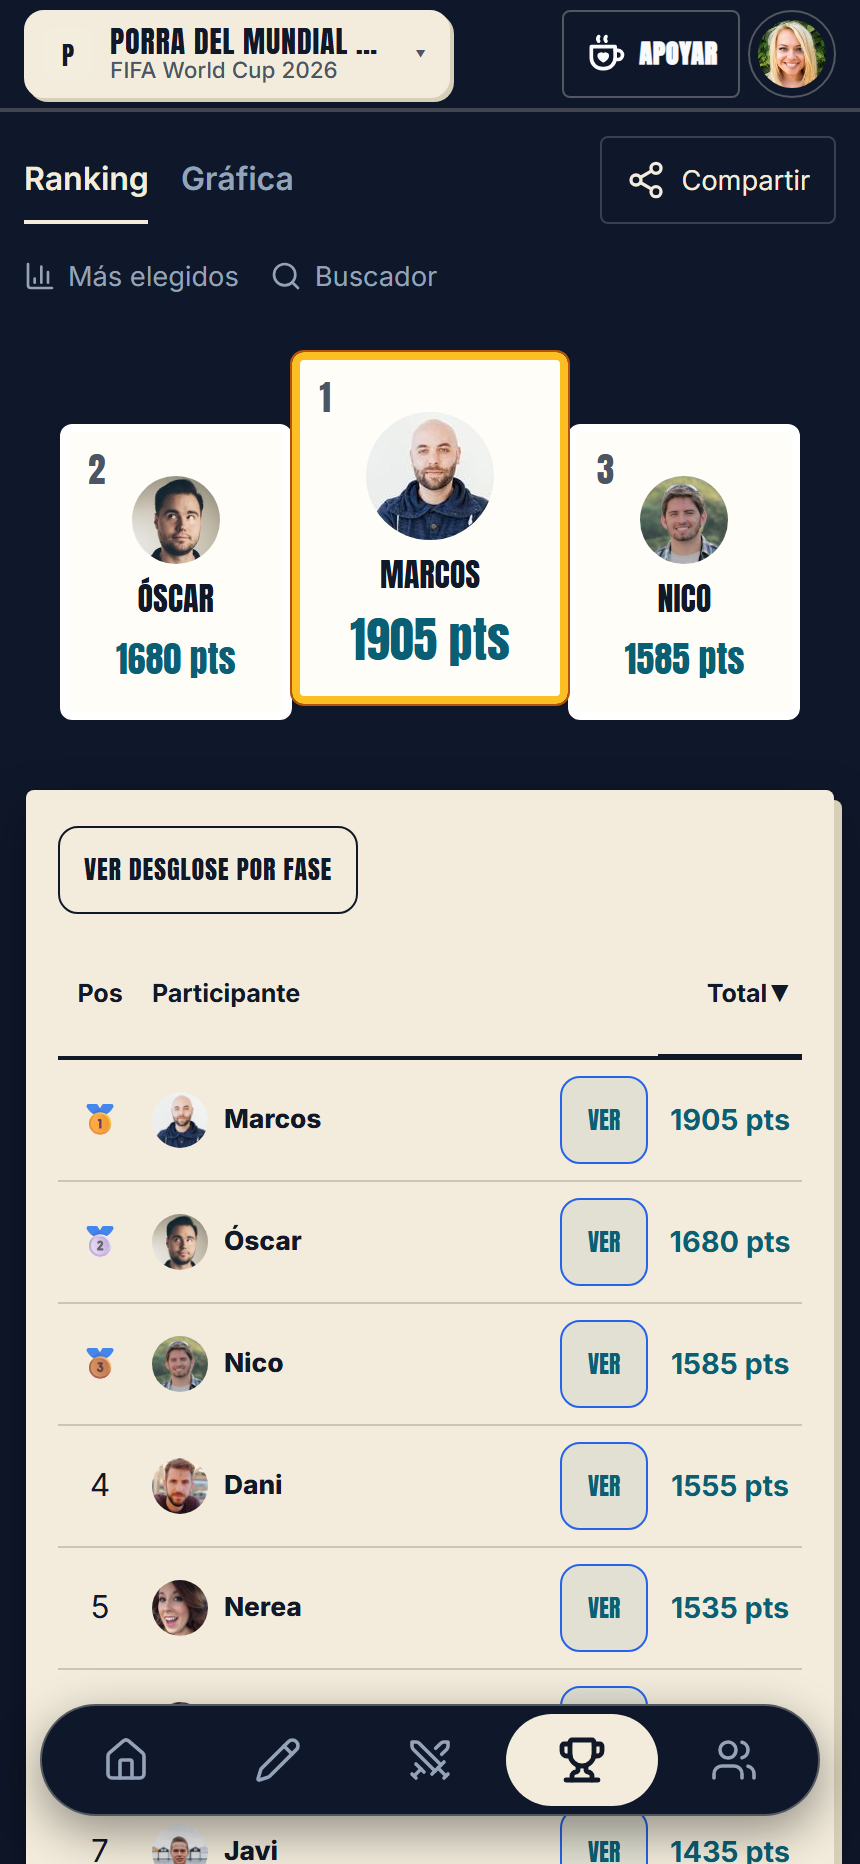 P
PORRA DEL MUNDIAL ...
FIFA World Cup 2026
▼
APOYAR
Ranking
Gráfica
Compartir
Más elegidos
Buscador
1
MARCOS
1905 pts
2
ÓSCAR
1680 pts
3
NICO
1585 pts
VER DESGLOSE POR FASE
Pos Participante Total▼
1 Marcos VER 1905 pts
2 Óscar VER 1680 pts
3 Nico VER 1585 pts
4 Dani VER 1555 pts
5 Nerea VER 1535 pts
7 Javi VER 1435 pts